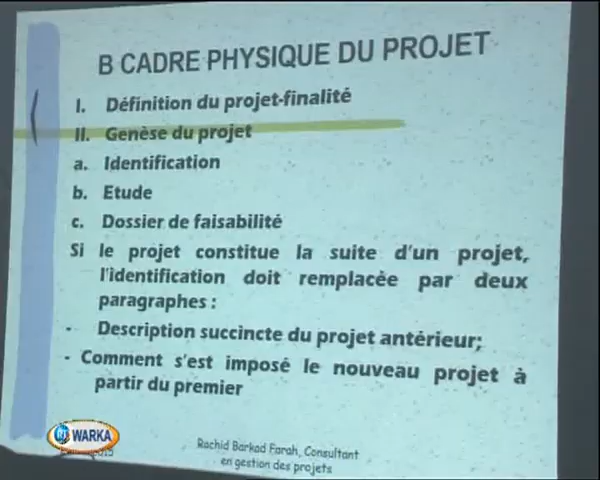 B CADRE PHYSIQUE DU PROJET
I. Définition du projet-finalité
II. Genèse du projet
a. Identification
b. Etude
c. Dossier de faisabilité
Si le projet constitue la suite d'un projet,
l'identification doit remplacée par deux
paragraphes :
- Description succincte du projet antérieur;
- Comment s'est imposé le nouveau projet à
partir du premier
WARKA
Rachid Barkad Farah, Consultant
en gestion des projets